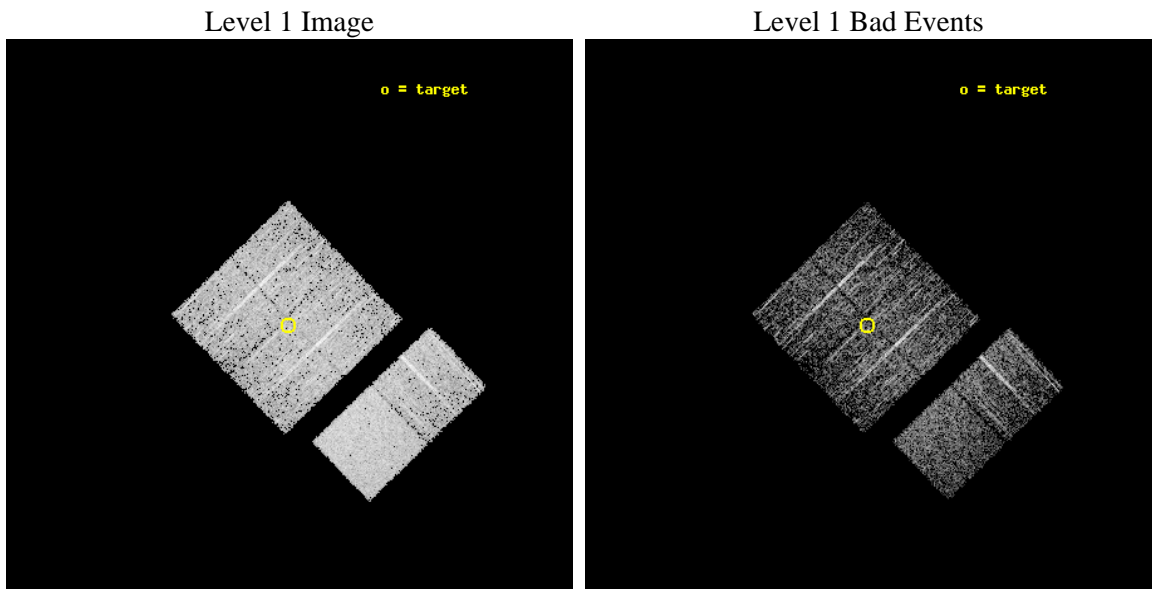 Level 1 Image
Level 1 Bad Events
o = target
o = target